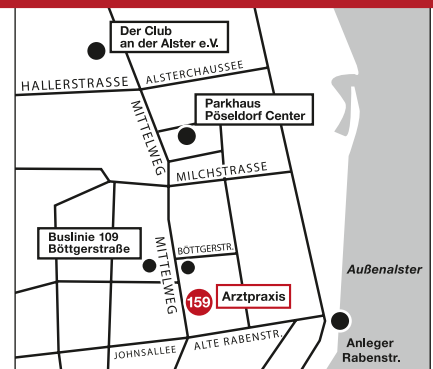 Der Club
an der Alster e.V.
HALLERSTRASSE
ALSTERCHAUSSEE
MITTELWEG
Parkhaus
Pöseldorf Center
MILCHSTRASSE
Buslinie 109
Böttgerstraße
MITTELWEG
BÖTTGERSTR.
Außenalster
159
Arztpraxis
JOHNSALLEE
ALTE RABENSTR.
Anleger
Rabenstr.